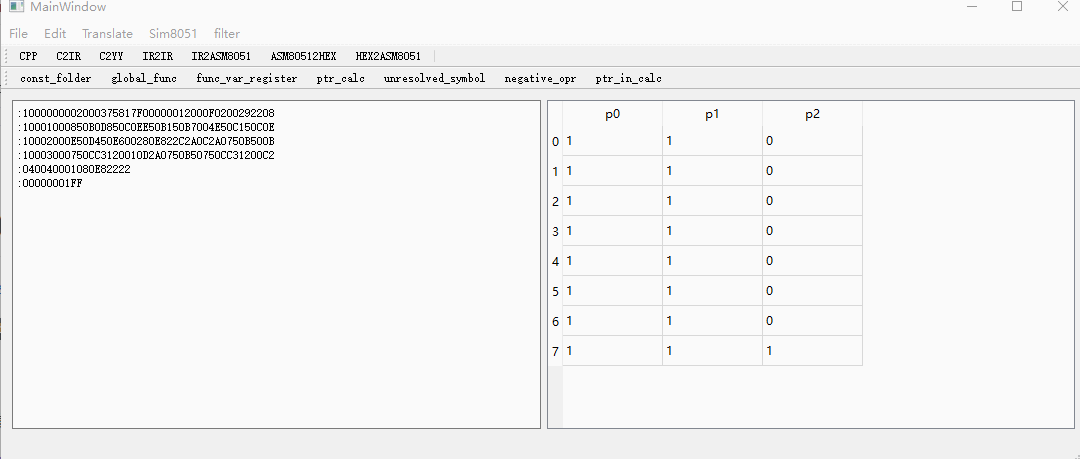 MainWindow
File Edit Translate Sim8051 filter
CPP C2IR C2YY IR2IR IR2ASM8051 ASM80512HEX HEX2ASM8051
const_folder global_func func_var_register ptr_calc unresolved_symbol negative_opr ptr_in_calc
:1000000002000375817F00000012000F0200292208
:10001000850B0D850C0EE50B150B7004E50C150C0E
:10002000E50D450E600280E822C2A0C2A0750B500B
:10003000750CC3120010D2A0750B50750CC31200C2
:040040001080E82222
:00000001FF
p0 p1 p2
0 1 1 0
1 1 1 0
2 1 1 0
3 1 1 0
4 1 1 0
5 1 1 0
6 1 1 0
7 1 1 1